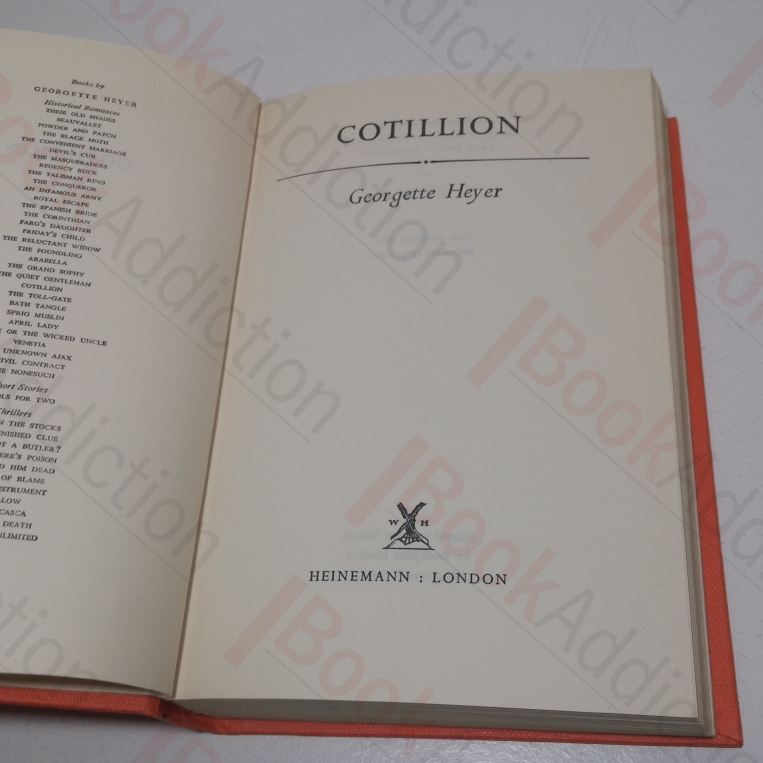 Books by
GEORGETTE HEYER
Historical Romances
THESE OLD SHADES
BEAUVALLET
POWDER AND PATCH
THE BLACK MOTH
THE CONVENIENT MARRIAGE
DEVIL'S CUB
THE MASQUERADERS
REGENCY BUCK
THE TALISMAN RING
THE CONQUEROR
AN INFAMOUS ARMY
ROYAL ESCAPE
THE SPANISH BRIDE
THE CORINTHIAN
FARO'S DAUGHTER
FRIDAY'S CHILD
THE RELUCTANT WIDOW
THE FOUNDLING
ARABELLA
THE GRAND SOPHY
THE QUIET GENTLEMAN
COTILLION
THE TOLL-GATE
BATH TANGLE
SPRIG MUSLIN
APRIL LADY
OR THE WICKED UNCLE
VENETIA
UNKNOWN AJAX
CIVIL CONTRACT
THE NONESUCH
Short Stories
FOR TWO
Thrillers
IN THE STOCKS
CLUE
A BUTLER?
POISON
HIM DEAD
OF BLAME
INSTRUMENT
CASCA
DEATH
UNLIMITED
COTILLION
Georgette Heyer
W H
HEINEMANN : LONDON
BookAddiction